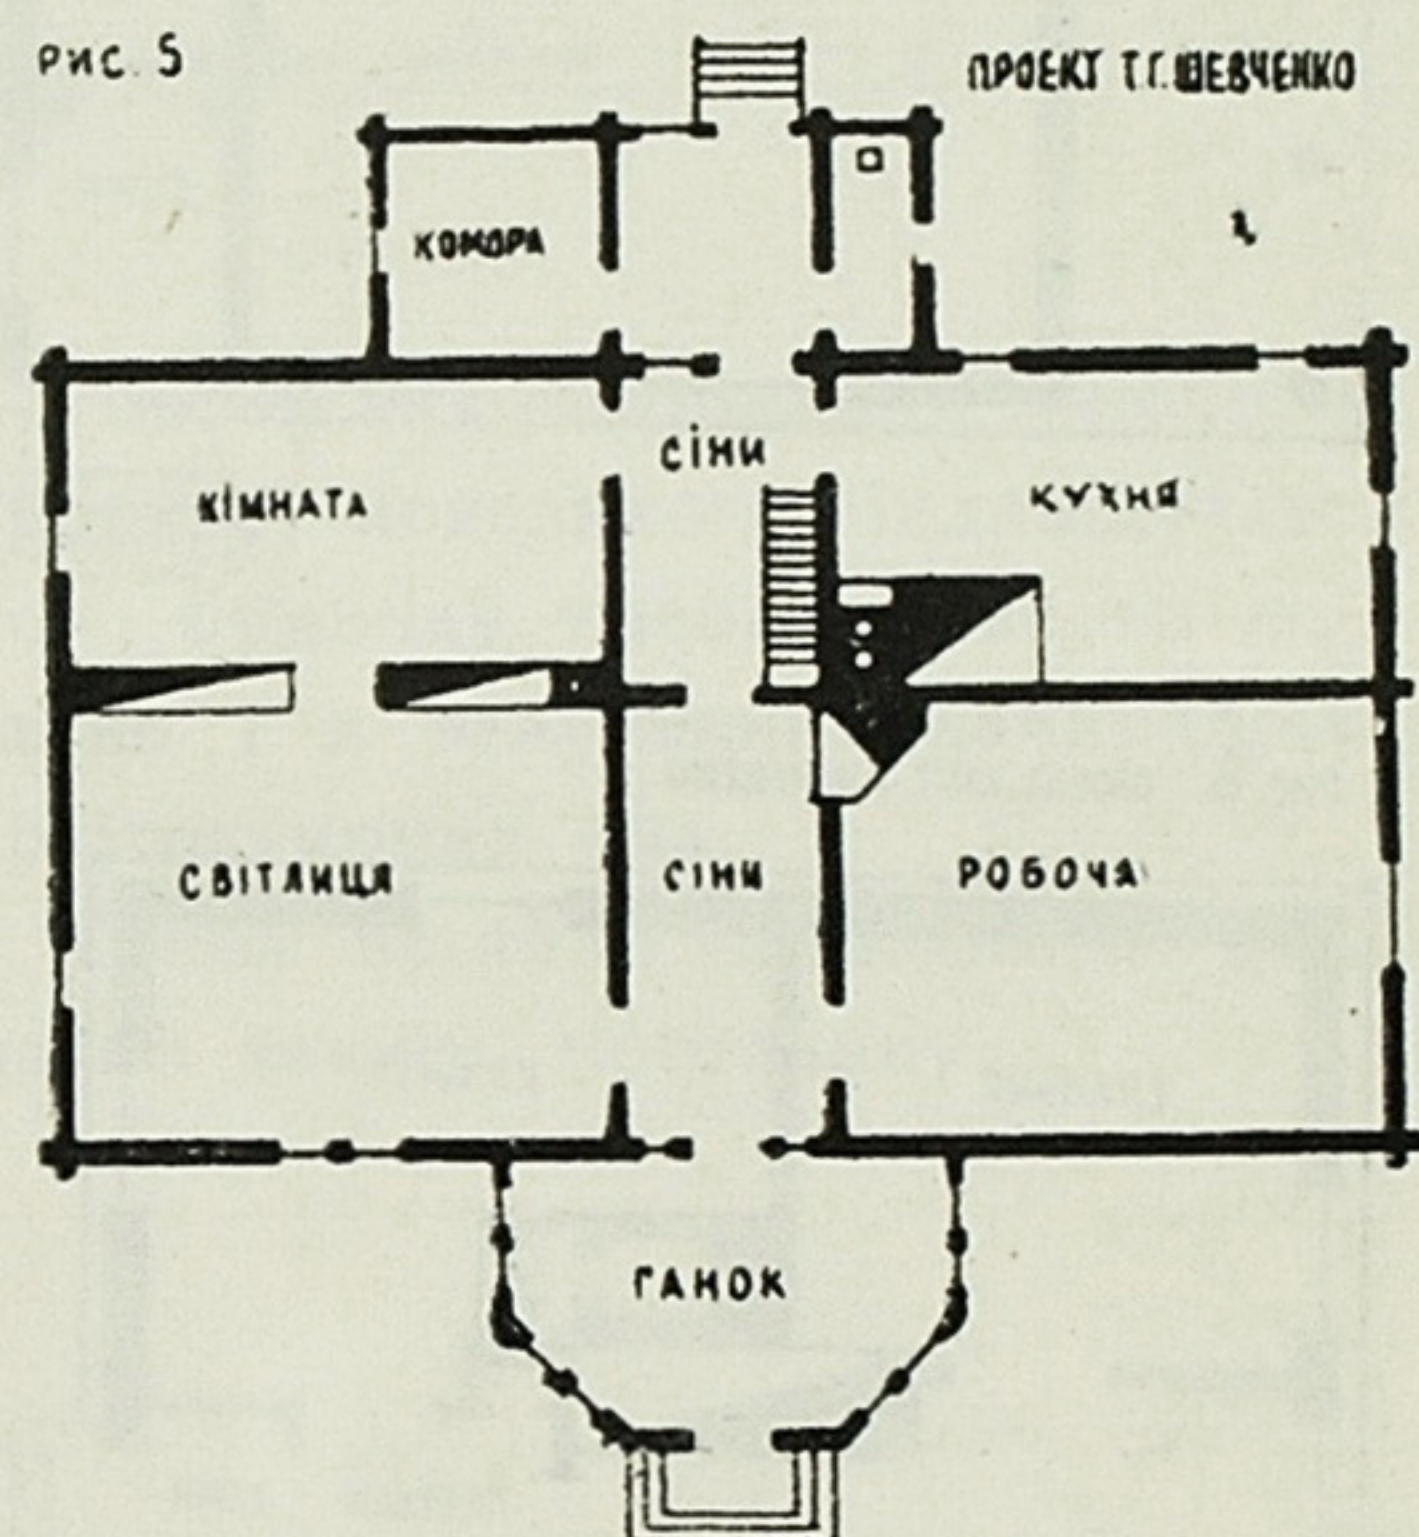 РИС. 5
ПРОЕКТ Т.Г. ШЕВЧЕНКО
КОМОРА
СІНИ
КІМНАТА
КУХНЯ
СВІТЛИЦЯ
СІНИ
РОБОЧА
ГАНОК